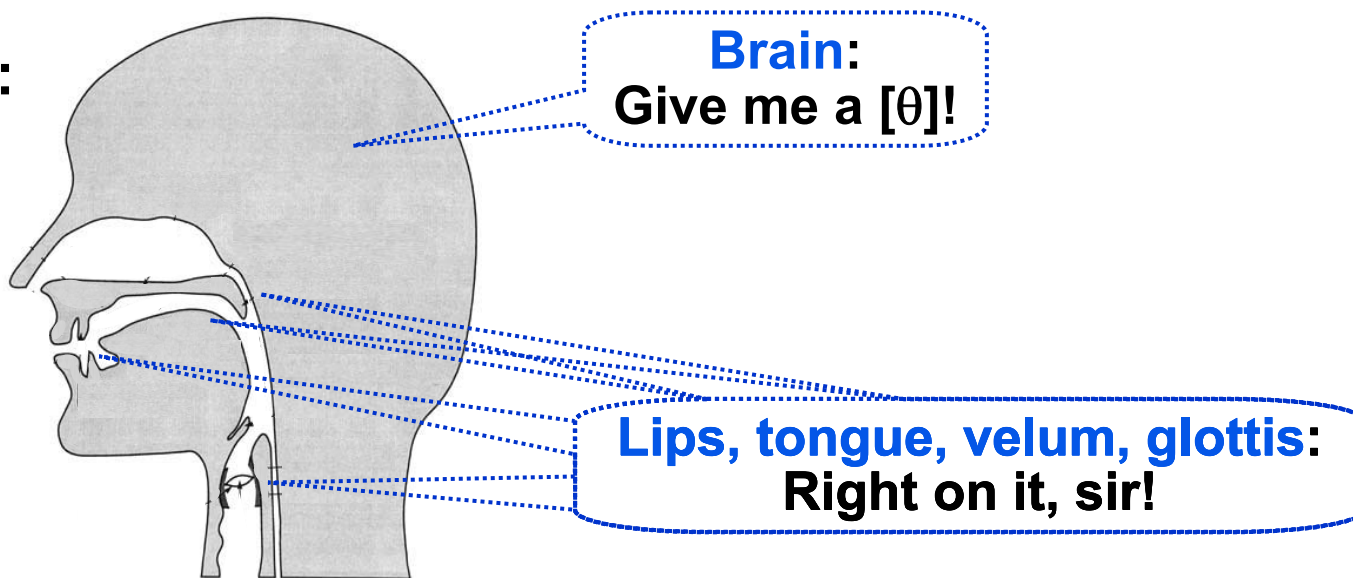 :
Brain:
Give me a [θ]!
Lips, tongue, velum, glottis:
Right on it, sir!